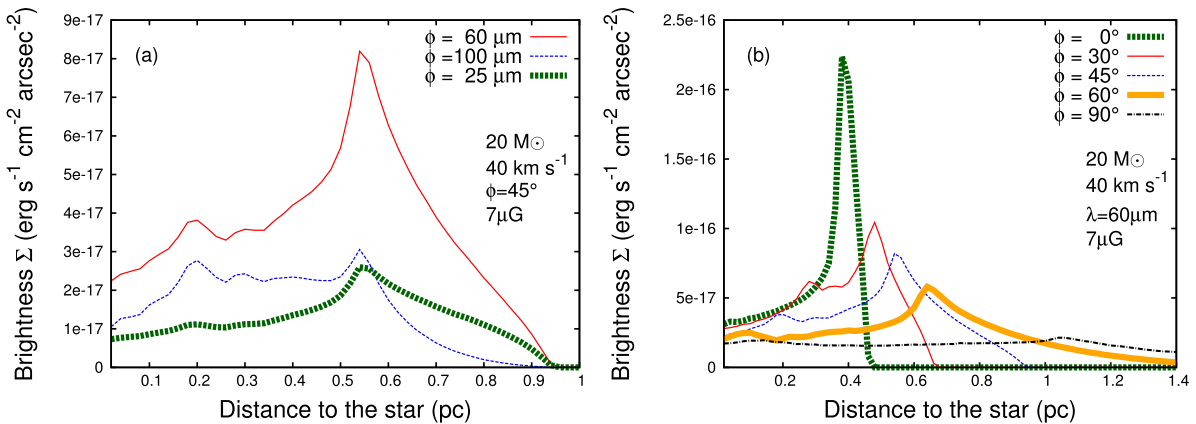 Brightness Σ (erg s-1 cm-2 arcsec-2)
9e-17
8e-17
7e-17
6e-17
5e-17
4e-17
3e-17
2e-17
1e-17
0
(a)
ϕ = 60 μm
ϕ =100 μm
ϕ = 25 μm
20 M⊙
40 km s-1
ϕ=45°
7μG
0.1 0.2 0.3 0.4 0.5 0.6 0.7 0.8 0.9 1
Distance to the star (pc)
Brightness Σ (erg s-1 cm-2 arcsec-2)
2.5e-16
2e-16
1.5e-16
1e-16
5e-17
0
(b)
ϕ = 0°
ϕ = 30°
ϕ = 45°
ϕ = 60°
ϕ = 90°
20 M⊙
40 km s-1
λ=60μm
7μG
0.2 0.4 0.6 0.8 1 1.2 1.4
Distance to the star (pc)